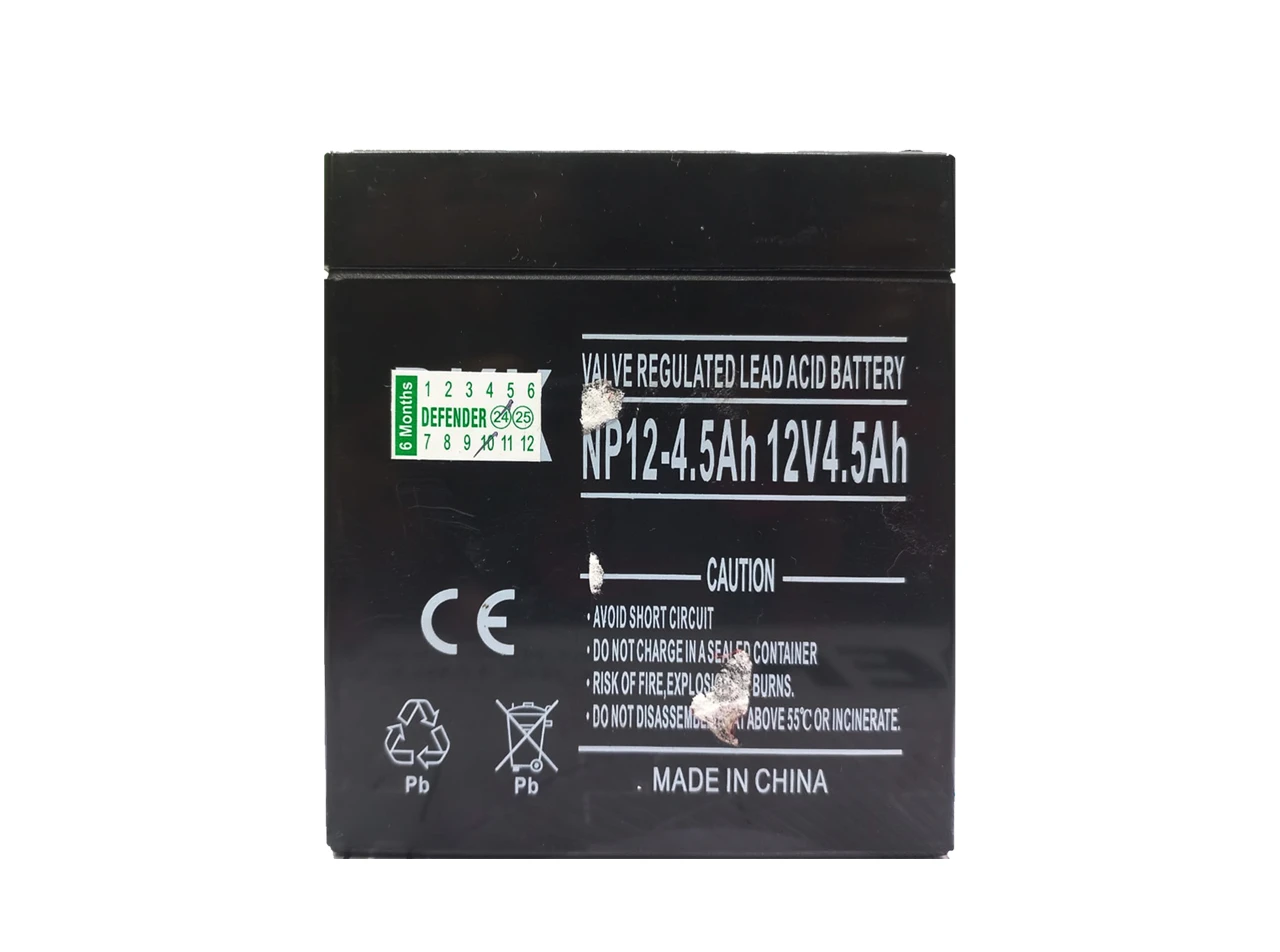 6 Months
1 2 3 4 5 6
DEFENDER 24 25
7 8 9 10 11 12
VALVE REGULATED LEAD ACID BATTERY
NP12-4.5Ah 12V4.5Ah
CAUTION
• AVOID SHORT CIRCUIT
• DO NOT CHARGE IN A SEALED CONTAINER
• RISK OF FIRE,EXPLOSION BURNS.
• DO NOT DISASSEMBLE ABOVE 55℃ OR INCINERATE.
CE
Pb
Pb
MADE IN CHINA